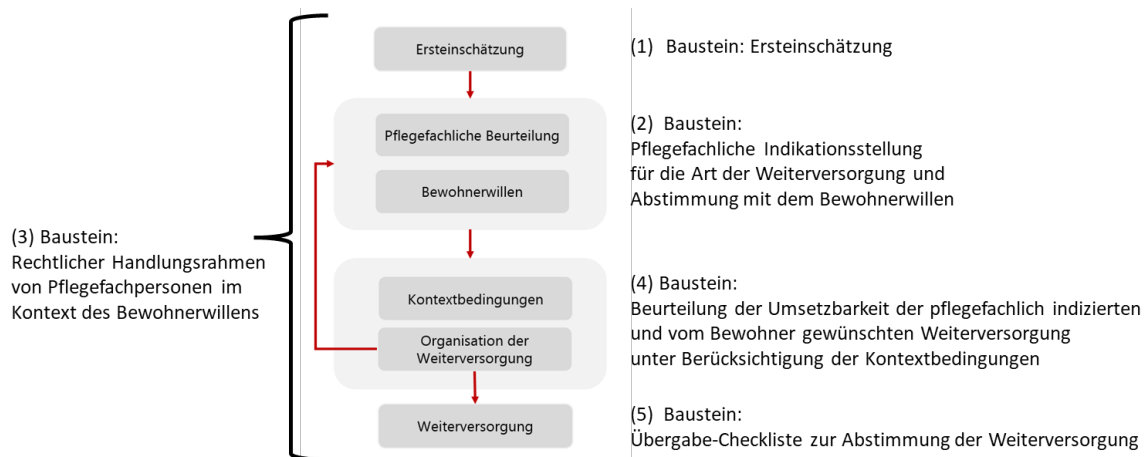 Ersteinschätzung
(1) Baustein: Ersteinschätzung
Pflegefachliche Beurteilung
Bewohnerwillen
(2) Baustein:
Pflegefachliche Indikationsstellung
für die Art der Weiterversorgung und
Abstimmung mit dem Bewohnerwillen
(3) Baustein:
Rechtlicher Handlungsrahmen
von Pflegefachpersonen im
Kontext des Bewohnerwillens
Kontextbedingungen
Organisation der
Weiterversorgung
(4) Baustein:
Beurteilung der Umsetzbarkeit der pflegefachlich indizierten
und vom Bewohner gewünschten Weiterversorgung
unter Berücksichtigung der Kontextbedingungen
Weiterversorgung
(5) Baustein:
Übergabe-Checkliste zur Abstimmung der Weiterversorgung